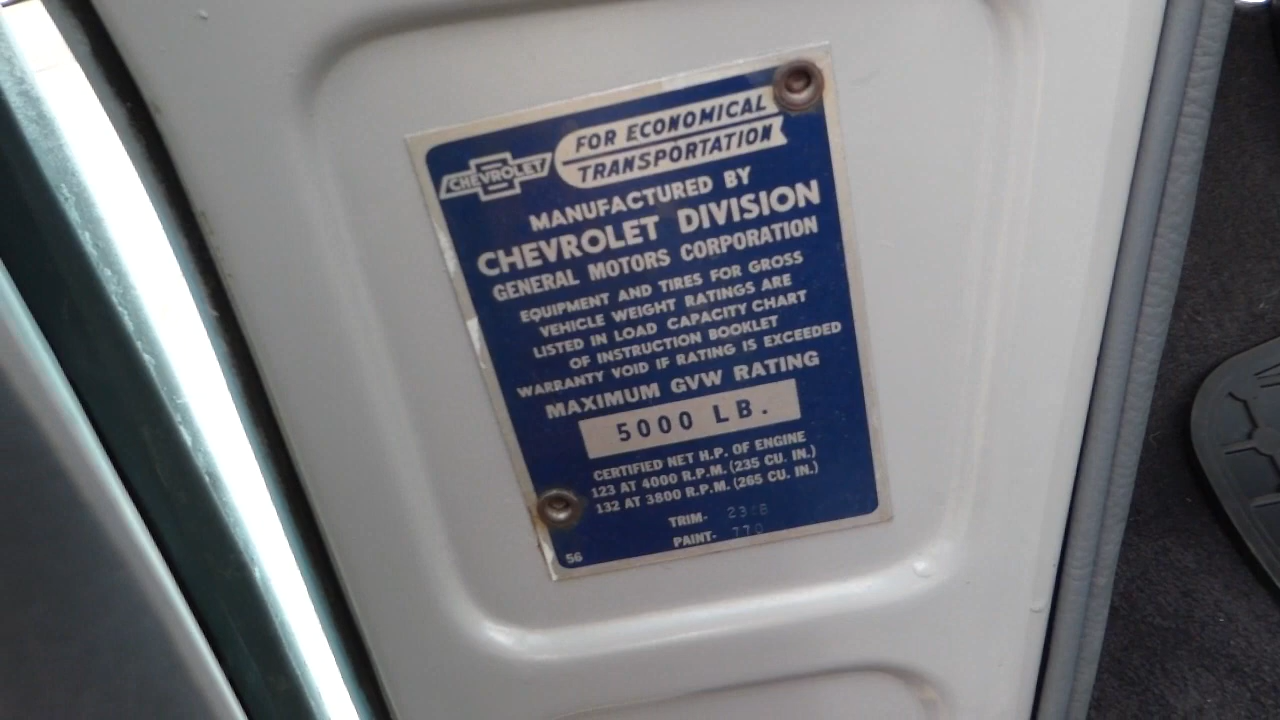 CHEVROLET
FOR ECONOMICAL
TRANSPORTATION
MANUFACTURED BY
CHEVROLET DIVISION
GENERAL MOTORS CORPORATION
EQUIPMENT AND TIRES FOR GROSS
VEHICLE WEIGHT RATINGS ARE
LISTED IN LOAD CAPACITY CHART
OF INSTRUCTION BOOKLET
WARRANTY VOID IF RATING IS EXCEEDED
MAXIMUM GVW RATING
5000 LB.
CERTIFIED NET H.P. OF ENGINE
123 AT 4000 R.P.M. (235 CU. IN.)
132 AT 3800 R.P.M. (265 CU. IN.)
TRIM-
PAINT- 770
56